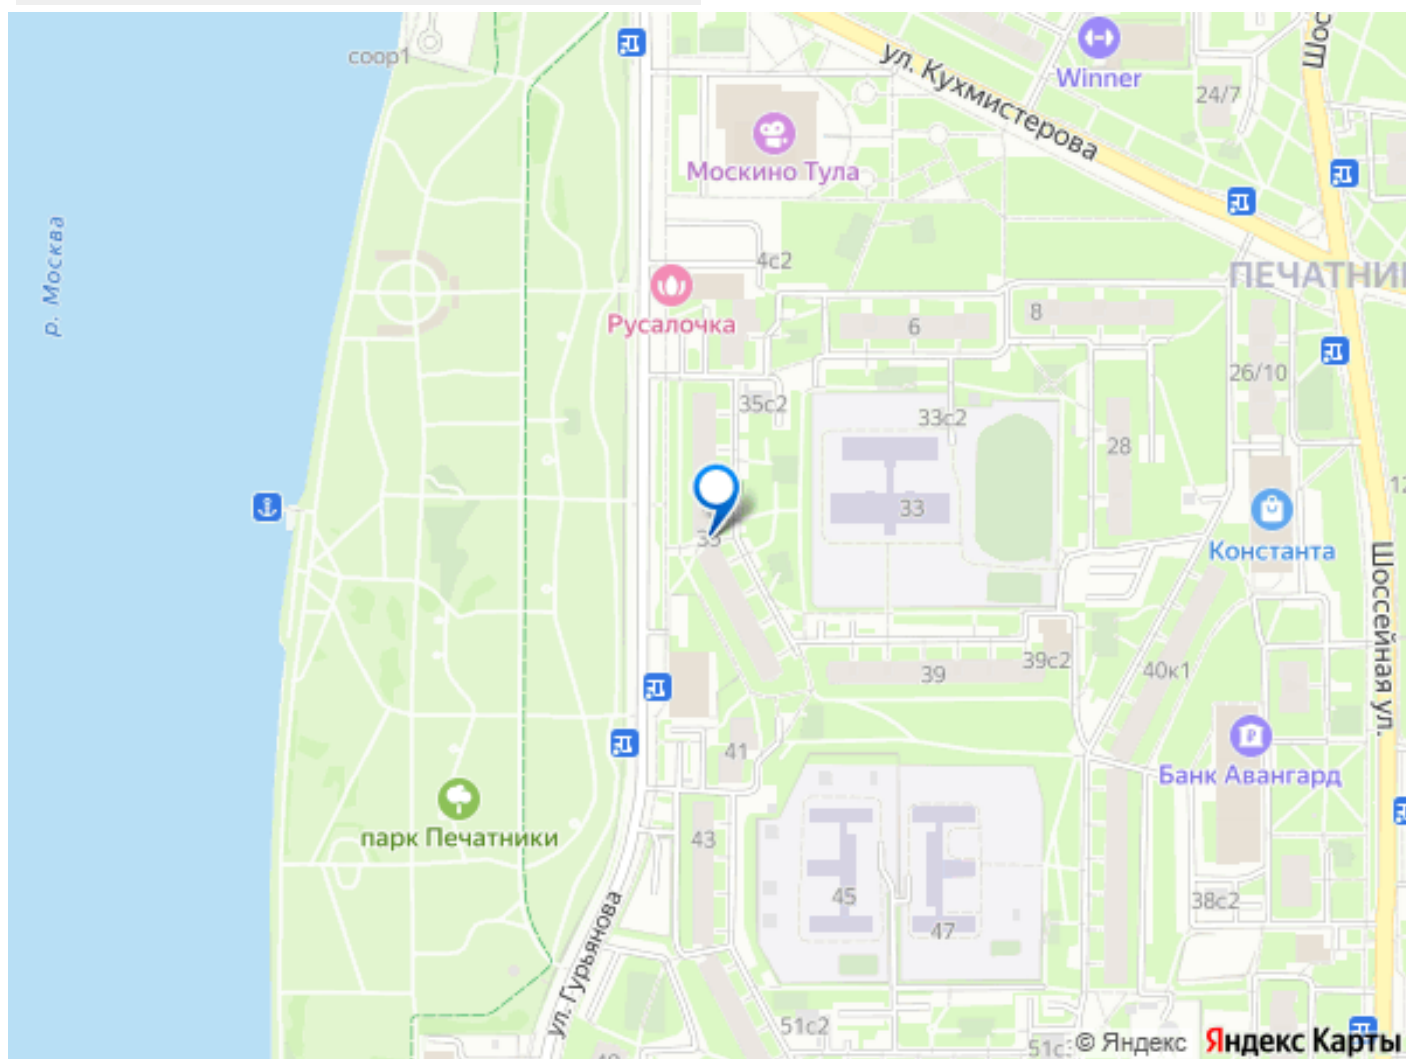 соор1
Шос
ул. Кухмистерова
Winner
24/7
Москино Тула
р. Москва
4с2
ПЕЧАТНИ
Русалочка
6
8
26/10
35с2
33с2
28
33
35
Константа
Шоссейная ул.
39
39с2
40к1
41
Банк Авангард
парк Печатники
43
45
47
38с2
ул. Гурьянова
51с2
© Яндекс
Яндекс Карты